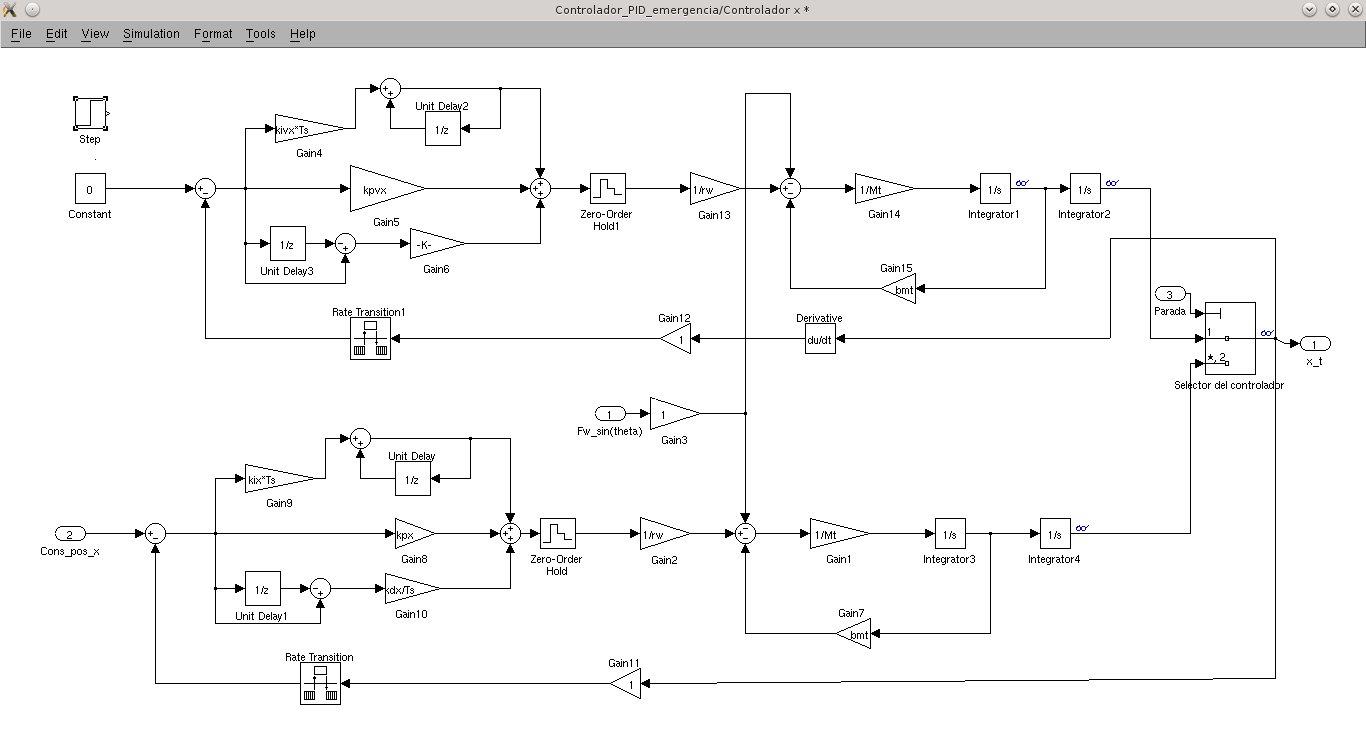 Controlador_PID_emergencia/Controlador x *
File Edit View Simulation Format Tools Help
Step
0
Constant
+
-
kivx*Ts
Gain4
+
+
Unit Delay2
1/z
kpvx
Gain5
1/z
Unit Delay3
-
+
-K-
Gain6
+
+
+
Zero-Order
Hold1
1/rw
Gain13
+
-
1/Mt
Gain14
1/s
Integrator1
1/s
Integrator2
Gain15
bmt
Rate Transition1
Gain12
1
Derivative
du/dt
3
Parada
1
*, 2
Selector del controlador
1
x_t
1
Fw_sin(theta)
1
Gain3
kix*Ts
Gain9
+
+
Unit Delay
1/z
2
Cons_pos_x
+
-
kpx
Gain8
1/z
Unit Delay1
-
+
kdx/Ts
Gain10
+
+
+
Zero-Order
Hold
1/rw
Gain2
+
-
1/Mt
Gain1
1/s
Integrator3
1/s
Integrator4
Gain7
bmt
Rate Transition
Gain11
1